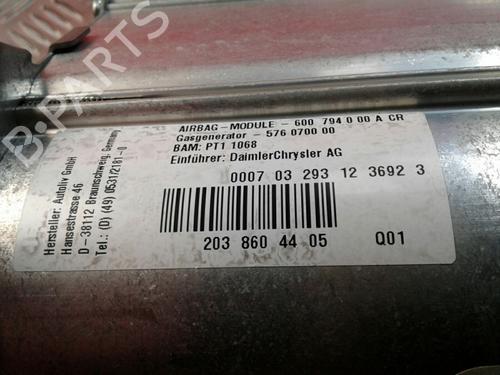 Hersteller: Autoliv GmbH
Hansestrasse 46
D-38112 Braunschweig, Germany
Tel.: (0) (49) 0531/2181-0
AIRBAG-MODULE - 600 794 0 00 A CR
Gasgenerator - 576 0700 00
BAM: PT1 1068
Einführer: DaimlerChrysler AG
0007 03 293 12 3692 3
203 860 44 05 Q01
B-PARTS